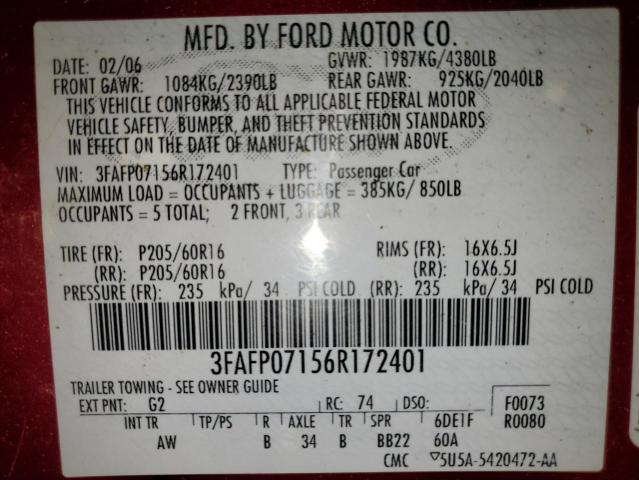 MFD. BY FORD MOTOR CO.
DATE: 02/06 GVWR: 1987KG/4380LB
FRONT GAWR: 1084KG/2390LB REAR GAWR: 925KG/2040LB
THIS VEHICLE CONFORMS TO ALL APPLICABLE FEDERAL MOTOR
VEHICLE SAFETY, BUMPER, AND THEFT PREVENTION STANDARDS
IN EFFECT ON THE DATE OF MANUFACTURE SHOWN ABOVE.
VIN: 3FAFP07156R172401 TYPE: Passenger Car
MAXIMUM LOAD = OCCUPANTS + LUGGAGE = 385KG/ 850LB
OCCUPANTS = 5 TOTAL; 2 FRONT, 3 REAR
TIRE (FR): P205/60R16 RIMS (FR): 16X6.5J
(RR): P205/60R16 (RR): 16X6.5J
PRESSURE (FR): 235 kPa/ 34 PSI COLD (RR): 235 kPa/ 34 PSI COLD
3FAFP07156R172401
TRAILER TOWING - SEE OWNER GUIDE
EXT PNT: G2 RC: 74 DSO: F0073
INT TR TP/PS R AXLE TR SPR 6DE1F R0080
AW B 34 B BB22 60A
CMC ▽5U5A-5420472-AA